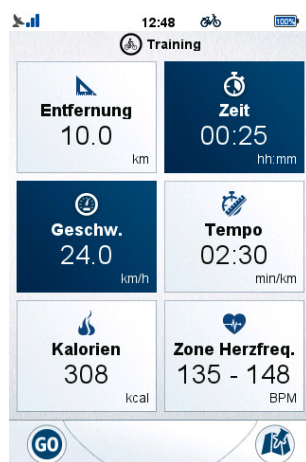 12:48
100%
Training
Entfernung
10.0
km
Zeit
00:25
hh:mm
Geschw.
24.0
km/h
Tempo
02:30
min/km
Kalorien
308
kcal
Zone Herzfreq.
135 - 148
BPM
GO